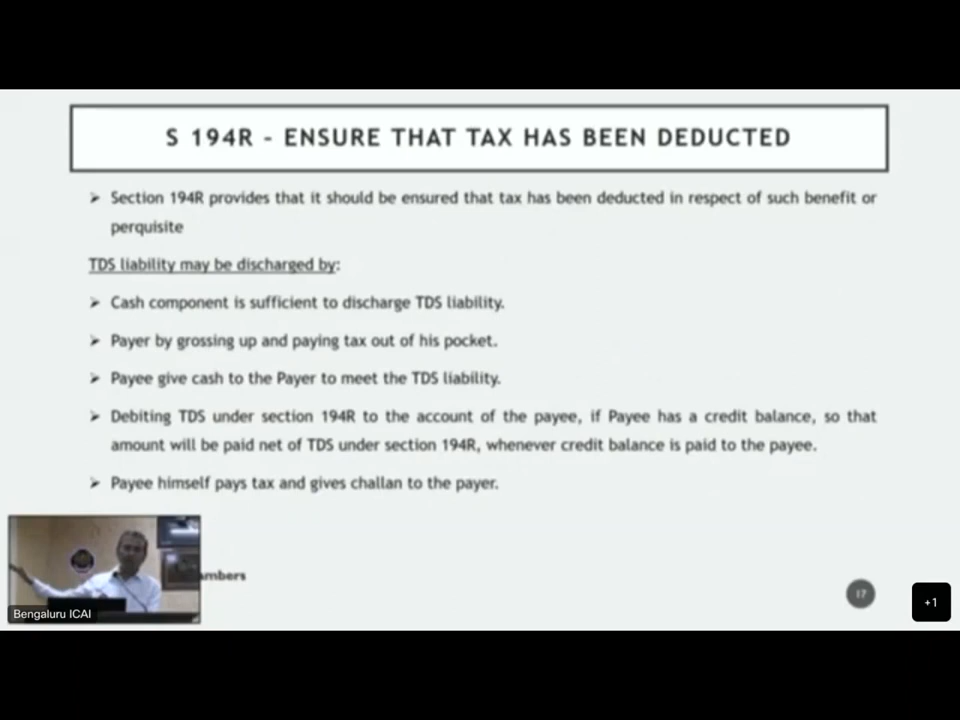 S 194R - ENSURE THAT TAX HAS BEEN DEDUCTED
➢ Section 194R provides that it should be ensured that tax has been deducted in respect of such benefit or
perquisite
TDS liability may be discharged by:
➢ Cash component is sufficient to discharge TDS liability.
➢ Payer by grossing up and paying tax out of his pocket.
➢ Payee give cash to the Payer to meet the TDS liability.
➢ Debiting TDS under section 194R to the account of the payee, if Payee has a credit balance, so that
amount will be paid net of TDS under section 194R, whenever credit balance is paid to the payee.
➢ Payee himself pays tax and gives challan to the payer.
ambers
Bengaluru ICAI
17
+1